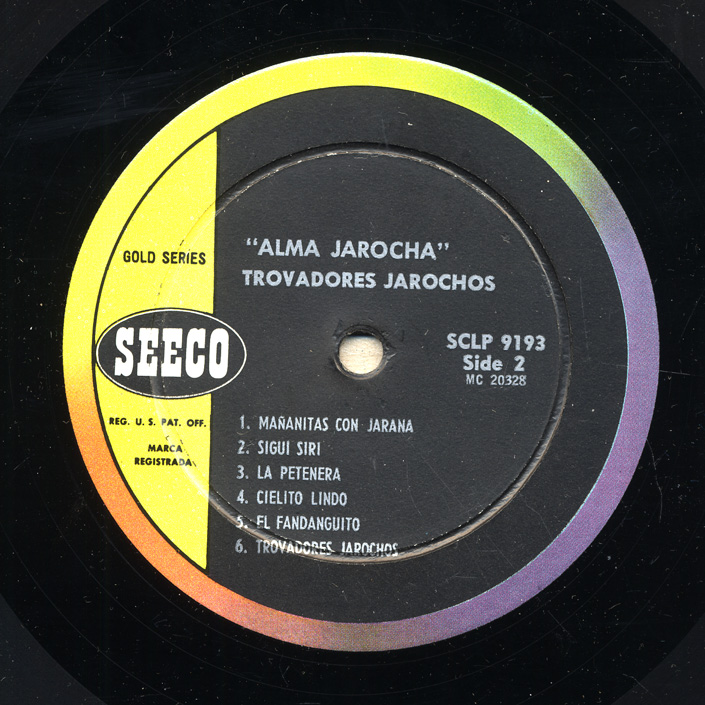 "ALMA JAROCHA"
TROVADORES JAROCHOS
GOLD SERIES
SEECO
REG. U. S. PAT. OFF.
MARCA
REGISTRADA
SCLP 9193
Side 2
MC 20328
1. MAÑANITAS CON JARANA
2. SIGUI SIRI
3. LA PETENERA
4. CIELITO LINDO
5. EL FANDANGUITO
6. TROVADORES JAROCHOS